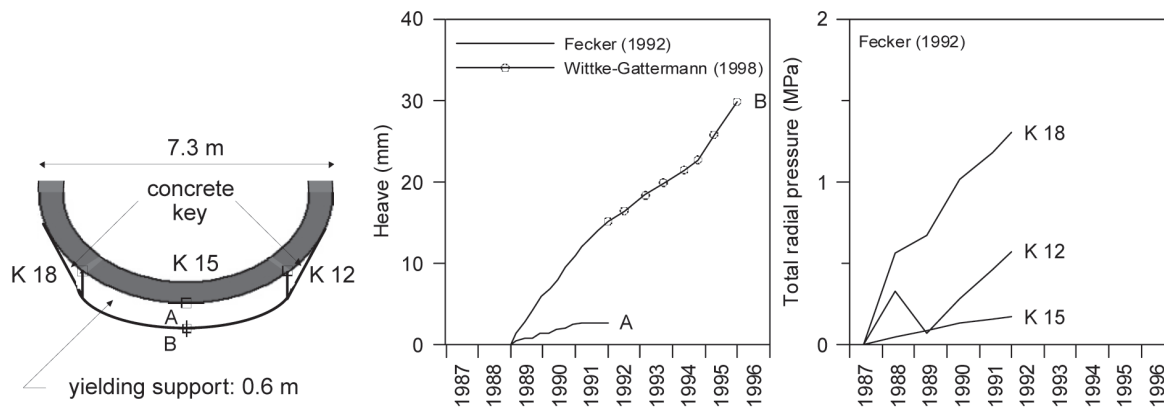 7.3 m
concrete
key
K 18
K 15
K 12
A
B
yielding support: 0.6 m
Heave (mm)
40
30
20
10
0
Fecker (1992)
Wittke-Gattermann (1998)
B
A
1987
1988
1989
1990
1991
1992
1993
1994
1995
1996
Total radial pressure (MPa)
2
1
0
Fecker (1992)
K 18
K 12
K 15
1987
1988
1989
1990
1991
1992
1993
1994
1995
1996